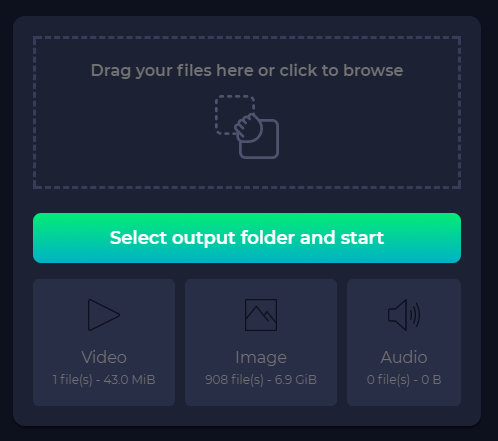 Drag your files here or click to browse
Select output folder and start
Video
1 file(s) - 43.0 MiB
Image
908 file(s) - 6.9 GiB
Audio
0 file(s) - 0 B